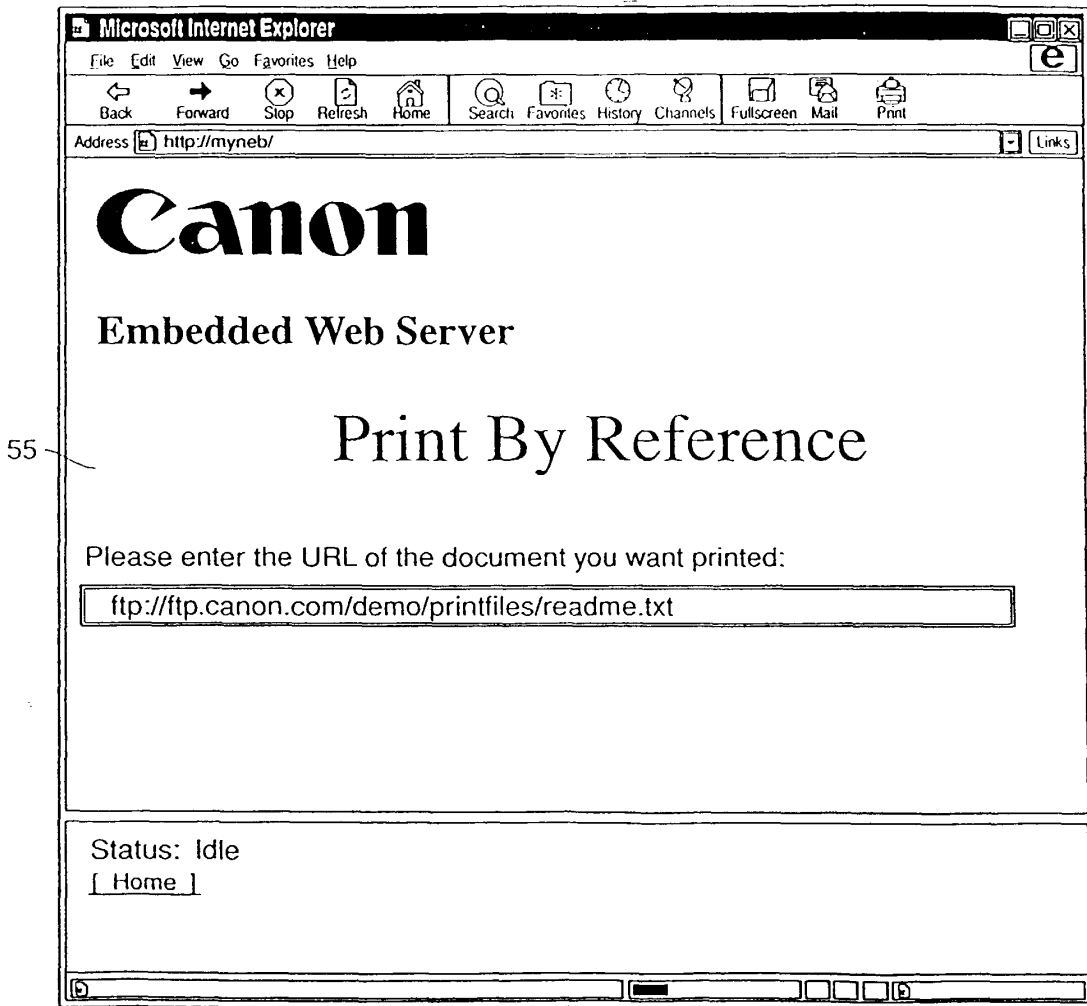 Microsoft Internet Explorer
File Edit View Go Favorites Help
e
Back Forward Stop Refresh Home Search Favorites History Channels Fullscreen Mail Print
Address http://myneb/ Links
Canon
Embedded Web Server
Print By Reference
55
Please enter the URL of the document you want printed:
ftp://ftp.canon.com/demo/printfiles/readme.txt
Status: Idle
[ Home ]